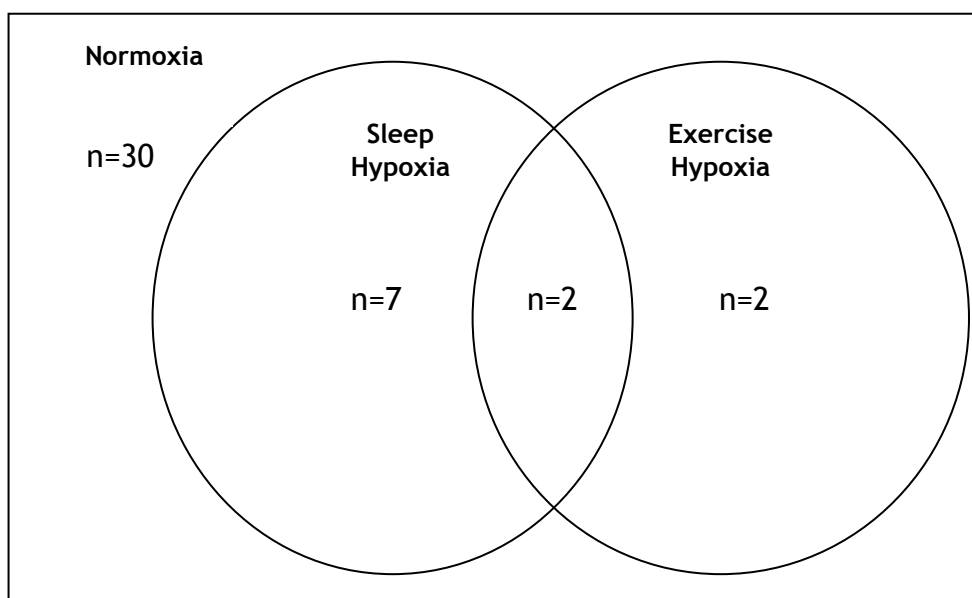 Normoxia
n=30
Sleep
Hypoxia
Exercise
Hypoxia
n=7
n=2
n=2